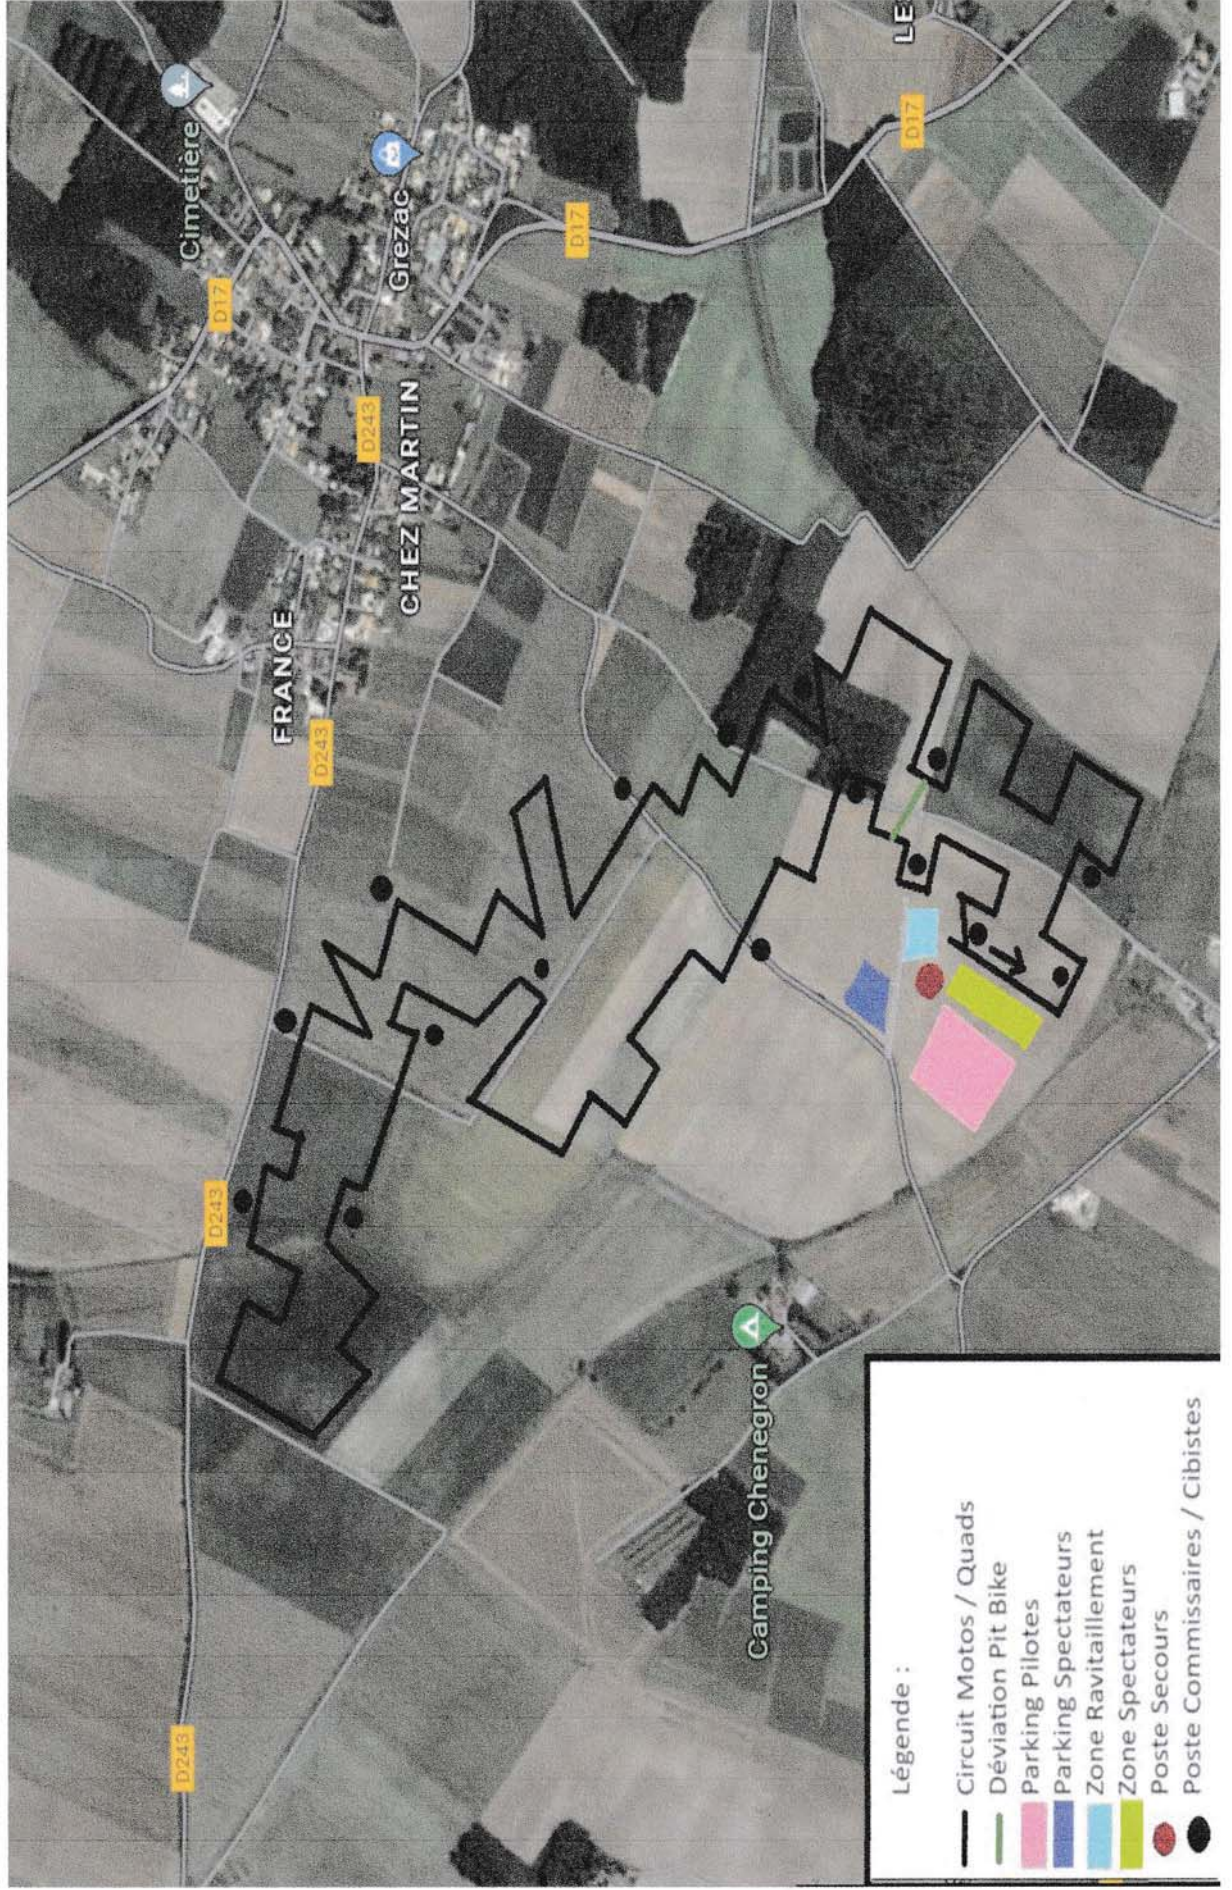 D243
Cimetière
D243
D17
FRANCE
D243
D243
Grezac
CHEZ MARTIN
D17
Camping Chenegron
LE
D17
Légende :
Circuit Motos / Quads
Déviation Pit Bike
Parking Pilotes
Parking Spectateurs
Zone Ravitaillement
Zone Spectateurs
Poste Secours
Poste Commissaires / Cibistes